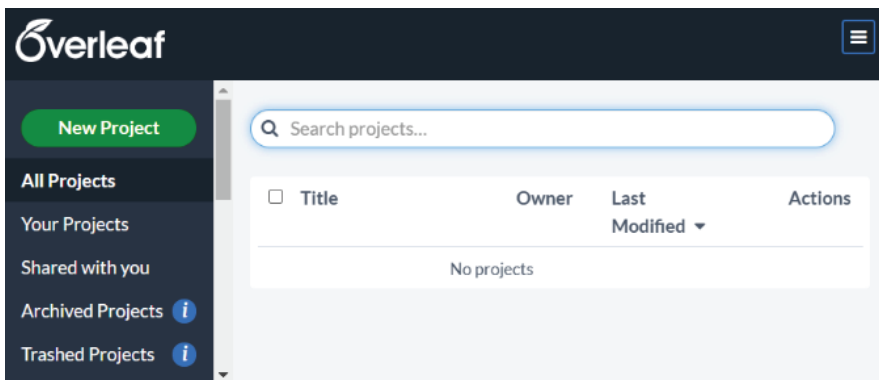 Overleaf
New Project
All Projects
Your Projects
Shared with you
Archived Projects i
Trashed Projects i
Search projects...
Title Owner Last Modified Actions
No projects